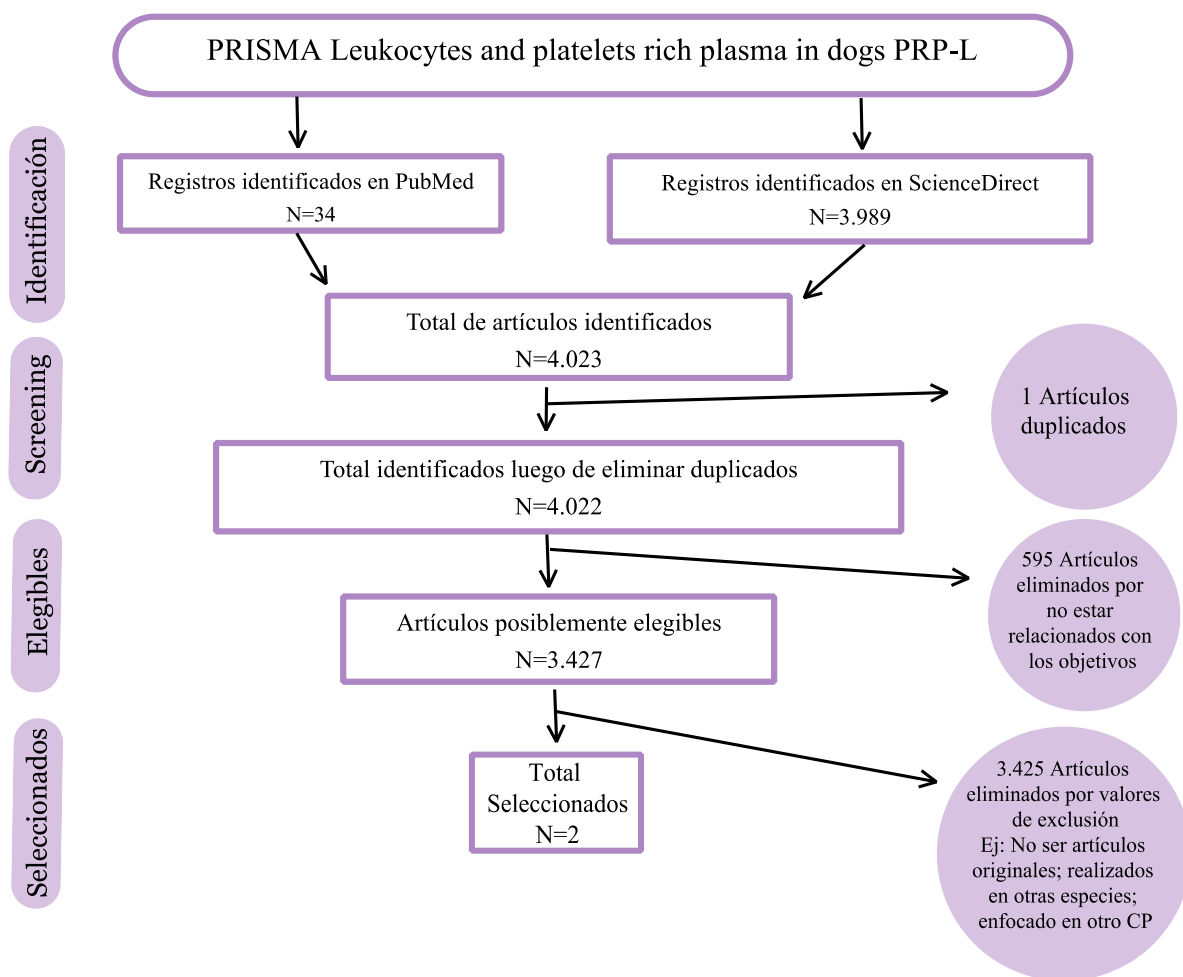 PRISMA Leukocytes and platelets rich plasma in dogs PRP-L
Identificación
Registros identificados en PubMed
N=34
Registros identificados en ScienceDirect
N=3.989
Total de artículos identificados
N=4.023
Screening
1 Artículos
duplicados
Total identificados luego de eliminar duplicados
N=4.022
Elegibles
595 Artículos
eliminados por
no estar
relacionados con
los objetivos
Artículos posiblemente elegibles
N=3.427
Seleccionados
Total
Seleccionados
N=2
3.425 Artículos
eliminados por valores
de exclusión
Ej: No ser artículos
originales; realizados
en otras especies;
enfocado en otro CP